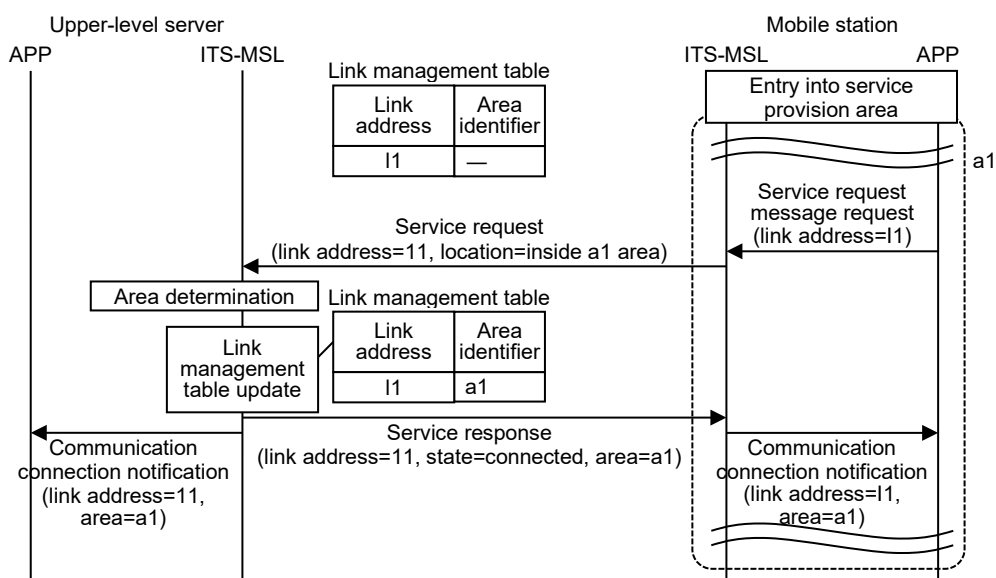 Upper-level server
Mobile station
APP
ITS-MSL
ITS-MSL
APP
Link management table
Link
address
Area
identifier
l1
—
Entry into service
provision area
a1
Service request
message request
(link address=l1)
Service request
(link address=11, location=inside a1 area)
Area determination
Link management table
Link
address
Area
identifier
l1
a1
Link
management
table update
Service response
(link address=11, state=connected, area=a1)
Communication
connection notification
(link address=11,
area=a1)
Communication
connection notification
(link address=l1,
area=a1)